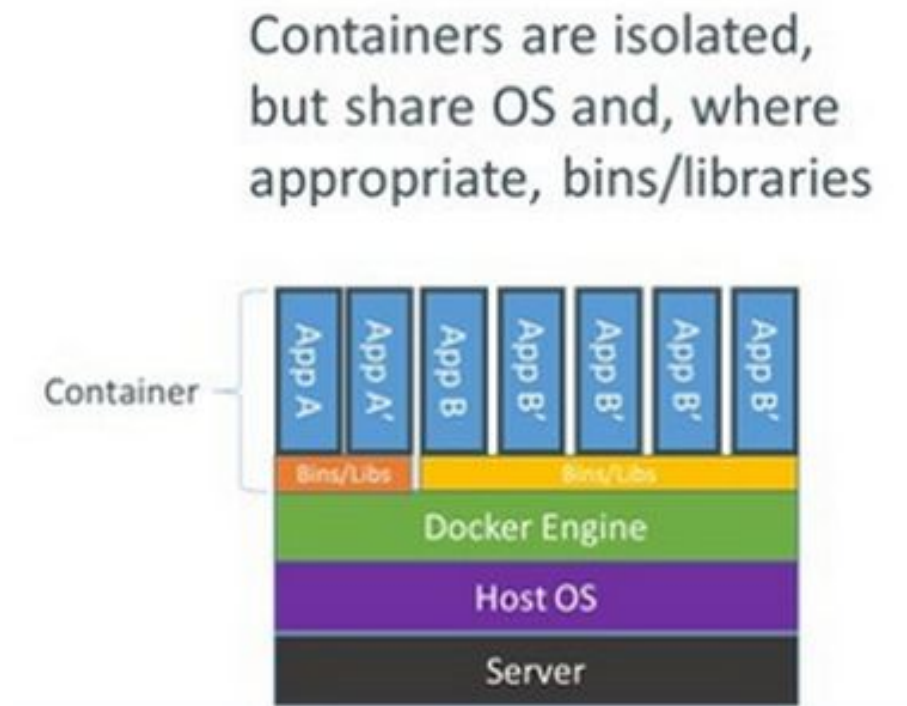 Containers are isolated,
but share OS and, where
appropriate, bins/libraries
Container
App A
App A'
App B
App B'
App B'
App B'
App B'
Bins/Libs
Bins/Libs
Docker Engine
Host OS
Server